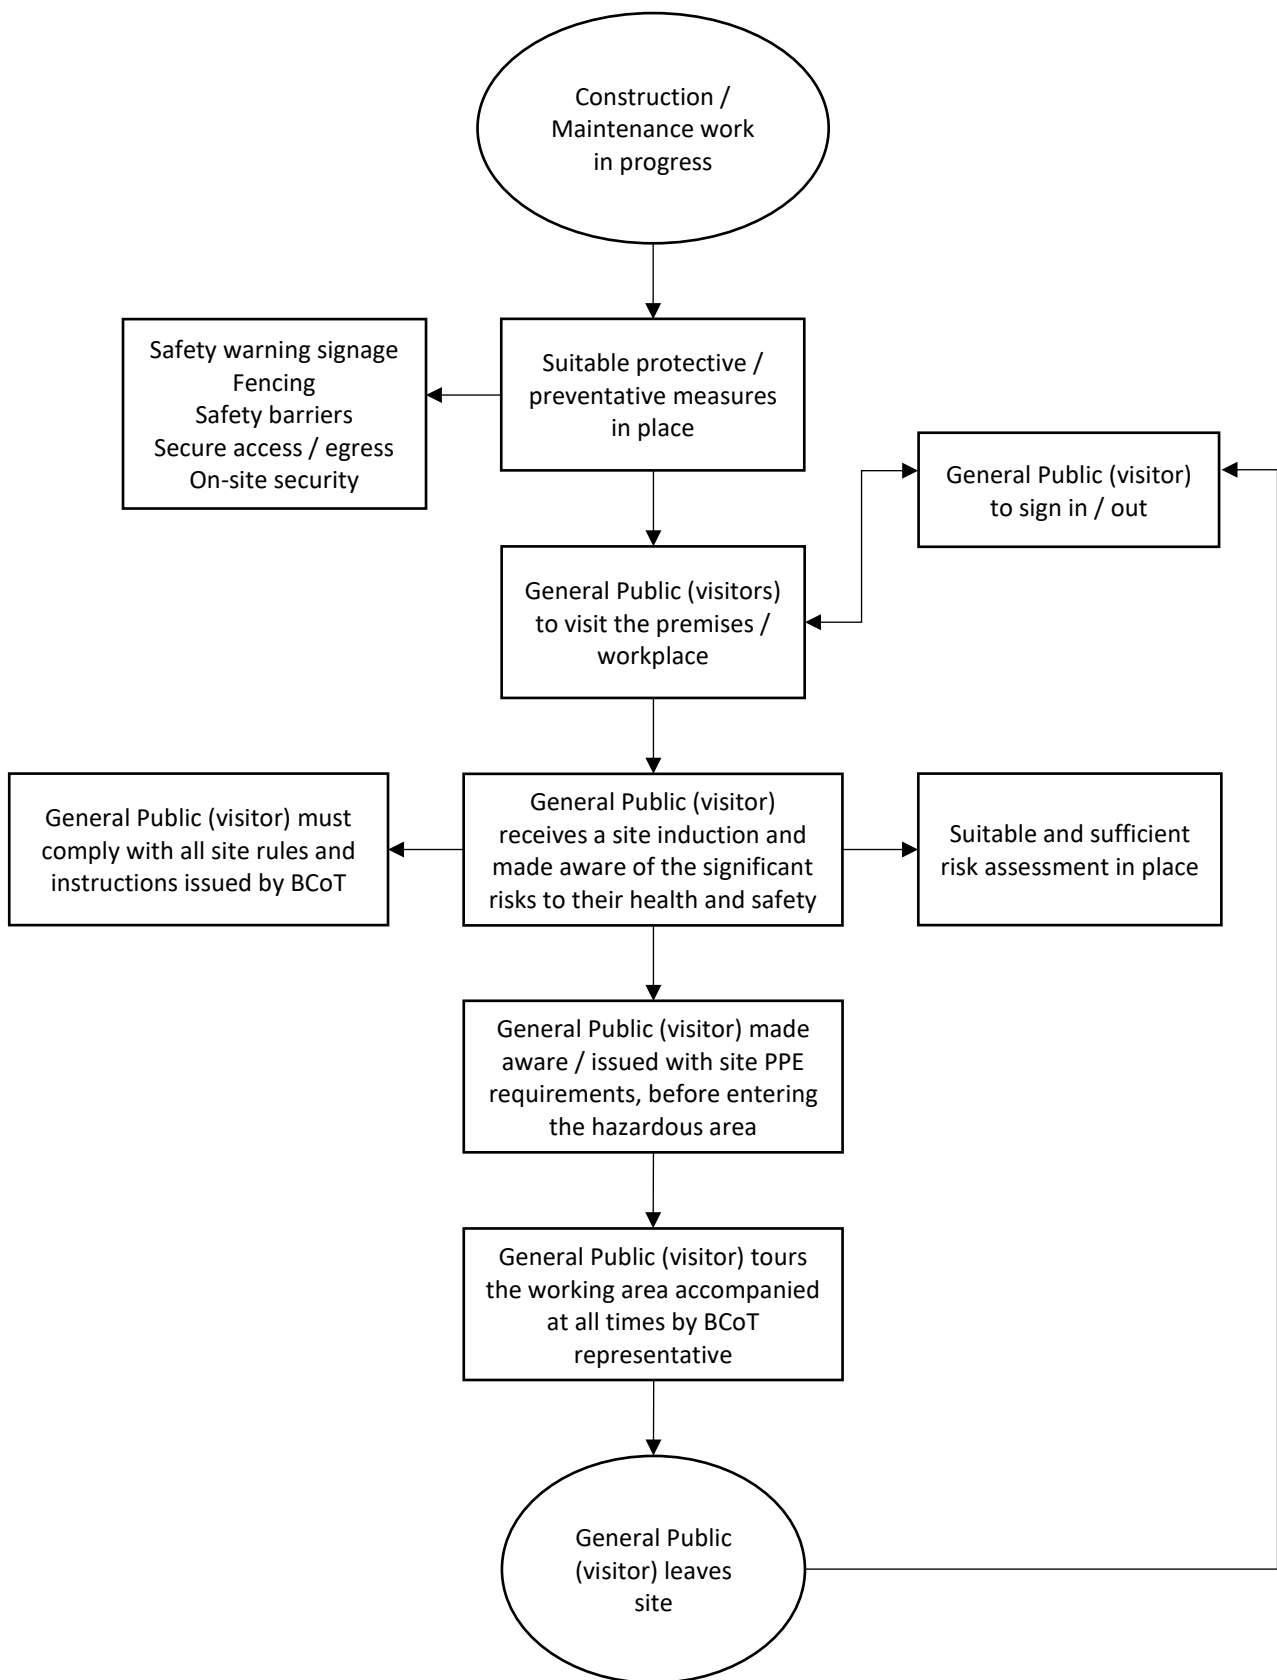 Construction /
Maintenance work
in progress
Safety warning signage
Fencing
Safety barriers
Secure access / egress
On-site security
Suitable protective /
preventative measures
in place
General Public (visitor)
to sign in / out
General Public (visitors)
to visit the premises /
workplace
General Public (visitor) must
comply with all site rules and
instructions issued by BCoT
General Public (visitor)
receives a site induction and
made aware of the significant
risks to their health and safety
Suitable and sufficient
risk assessment in place
General Public (visitor) made
aware / issued with site PPE
requirements, before entering
the hazardous area
General Public (visitor) tours
the working area accompanied
at all times by BCoT
representative
General Public
(visitor) leaves
site